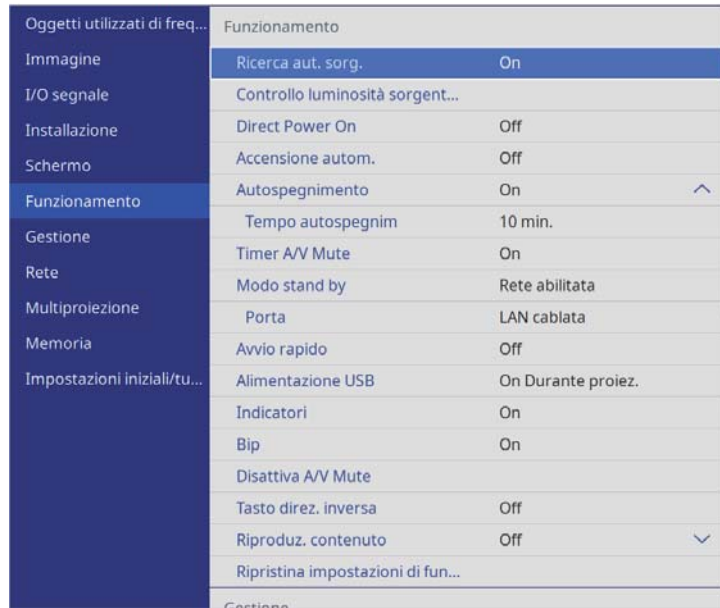 Oggetti utilizzati di freq...
Immagine
I/O segnale
Installazione
Schermo
Funzionamento
Gestione
Rete
Multiproiezione
Memoria
Impostazioni iniziali/tu...
Funzionamento
Ricerca aut. sorg. On
Controllo luminosità sorgent...
Direct Power On Off
Accensione autom. Off
Autospegnimento On
Tempo autospegnim 10 min.
Timer A/V Mute On
Modo stand by Rete abilitata
Porta LAN cablata
Avvio rapido Off
Alimentazione USB On Durante proiez.
Indicatori On
Bip On
Disattiva A/V Mute
Tasto direz. inversa Off
Riproduz. contenuto Off
Ripristina impostazioni di fun...
Gestione